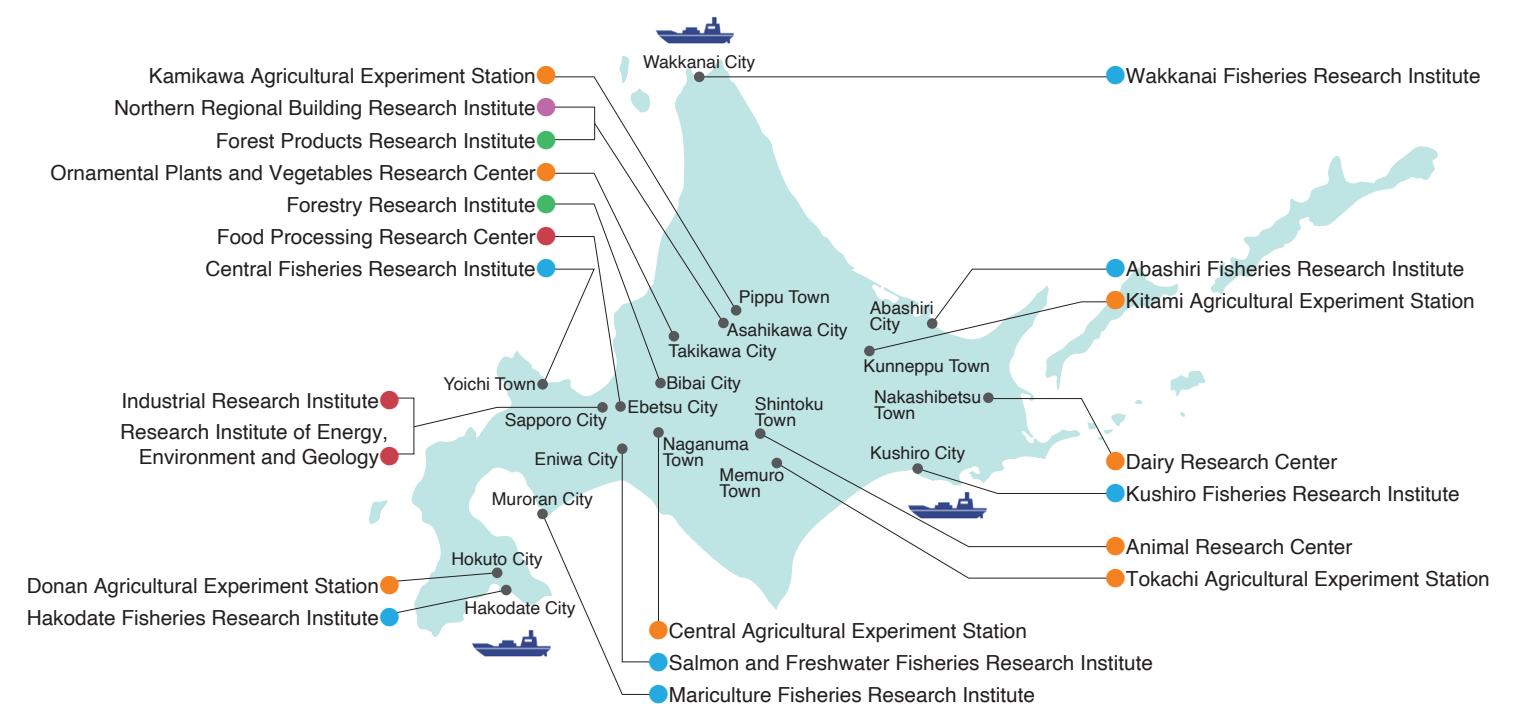 Wakkanai City
Kamikawa Agricultural Experiment Station
Wakkanai Fisheries Research Institute
Northern Regional Building Research Institute
Forest Products Research Institute
Ornamental Plants and Vegetables Research Center
Forestry Research Institute
Food Processing Research Center
Central Fisheries Research Institute
Abashiri Fisheries Research Institute
Kitami Agricultural Experiment Station
Pippu Town
Asahikawa City
Takikawa City
Abashiri
City
Kunneppu Town
Yoichi Town
Bibai City
Ebetsu City
Sapporo City
Shintoku
Town
Nakashibetsu
Town
Industrial Research Institute
Research Institute of Energy,
Environment and Geology
Eniwa City
Naganuma
Town
Memuro
Town
Kushiro City
Dairy Research Center
Kushiro Fisheries Research Institute
Muroran City
Animal Research Center
Tokachi Agricultural Experiment Station
Hokuto City
Donan Agricultural Experiment Station
Hakodate City
Hakodate Fisheries Research Institute
Central Agricultural Experiment Station
Salmon and Freshwater Fisheries Research Institute
Mariculture Fisheries Research Institute